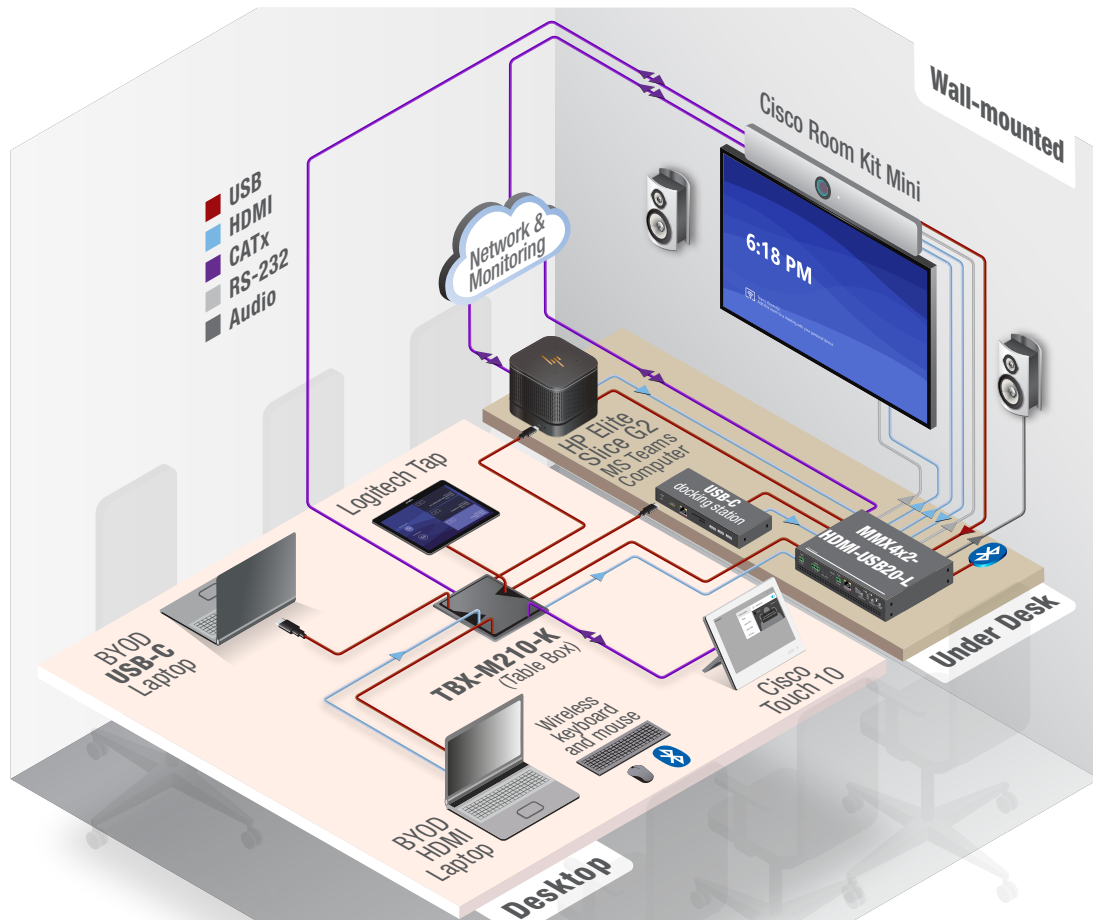 Wall-mounted
Cisco Room Kit Mini
USB
HDMI
CATx
RS-232
Audio
Network &
Monitoring
6:18 PM
HP Elite
Slice G2
MS Teams
Computer
Logitech Tap
USB-C
docking station
MMX4x2-
HDMI-USB20-L
Under Desk
BYOD
USB-C
Laptop
TBX-M210-K
(Table Box)
Cisco
Touch 10
Wireless
keyboard
and mouse
BYOD
HDMI
Laptop
Desktop